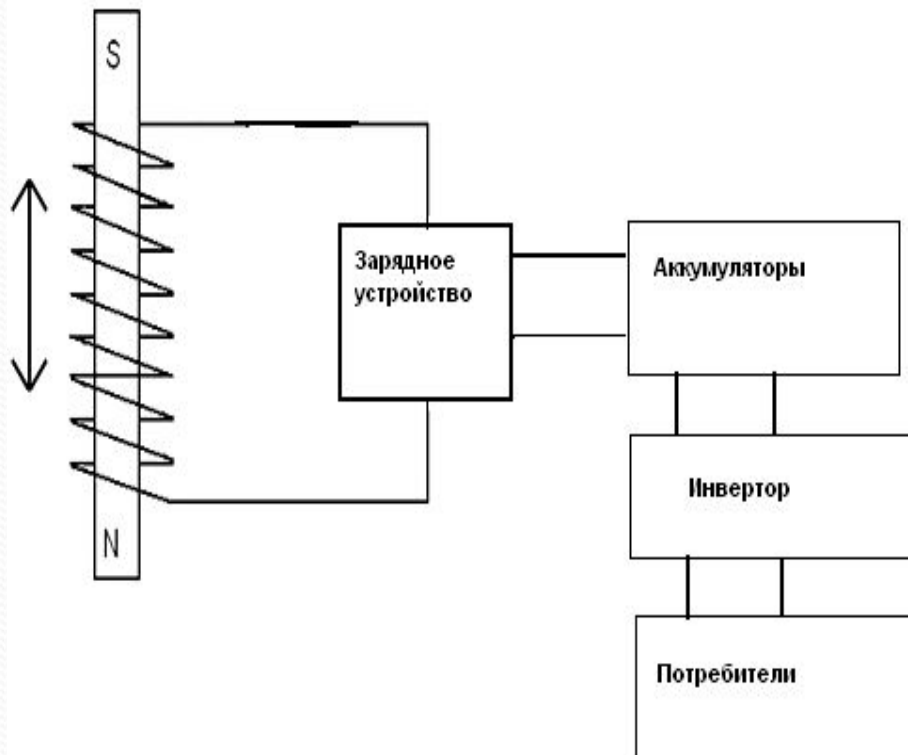 S
N
Зарядное
устройство
Аккумуляторы
Инвертор
Потребители